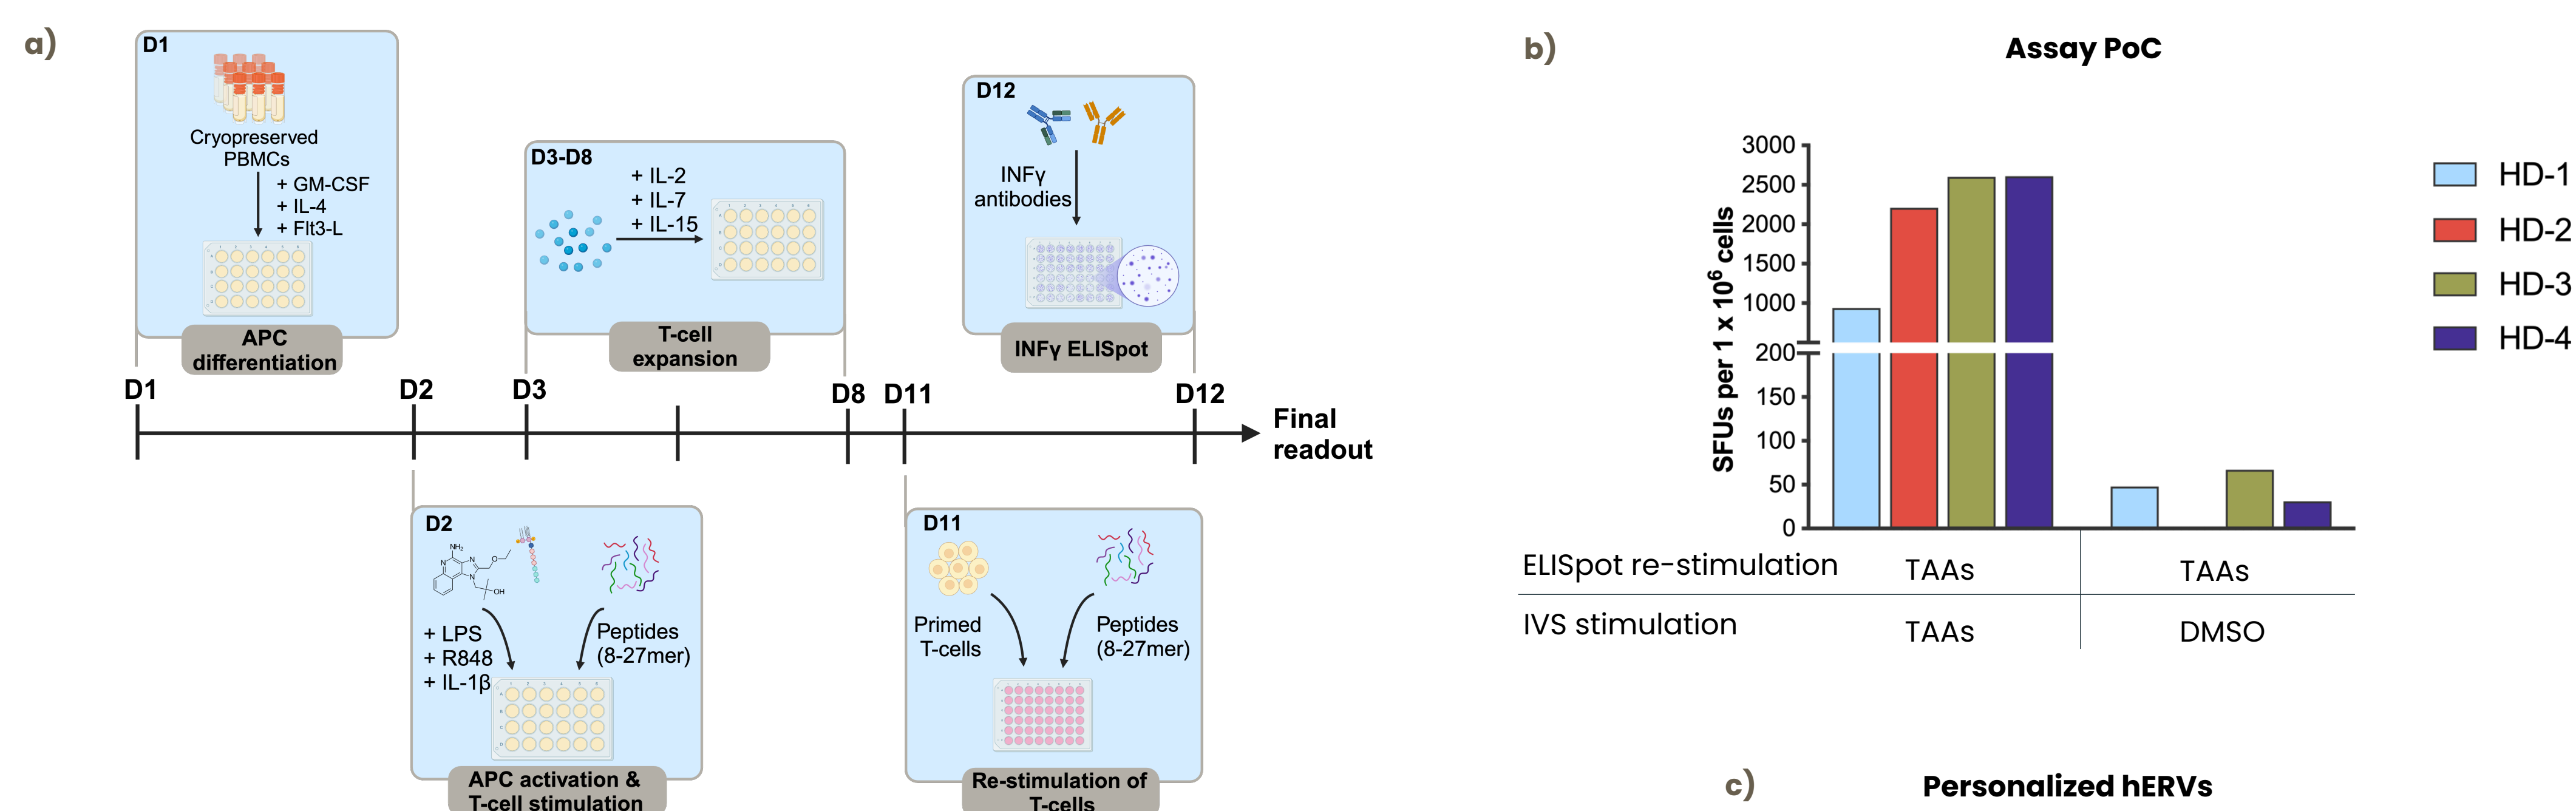 a)
D1
Cryopreserved
PBMCs
+ GM-CSF
+ IL-4
+ Flt3-L
APC
differentiation
D3-D8
+ IL-2
+ IL-7
+ IL-15
T-cell
expansion
D12
INFγ
antibodies
INFγ ELISpot
D1
D2
D3
D8
D11
D12
Final
readout
D2
NH₂
N
N
N
O
OH
+ LPS
+ R848
+ IL-1β
Peptides
(8-27mer)
APC activation &
T-cell stimulation
D11
Primed
T-cells
Peptides
(8-27mer)
Re-stimulation of
T-cells
b)
Assay PoC
SFUs per 1 x 10⁶ cells
3000
2500
2000
1500
1000
200
150
100
50
0
HD-1
HD-2
HD-3
HD-4
ELISpot re-stimulation TAAs TAAs
IVS stimulation TAAs DMSO
c)
Personalized hERVs